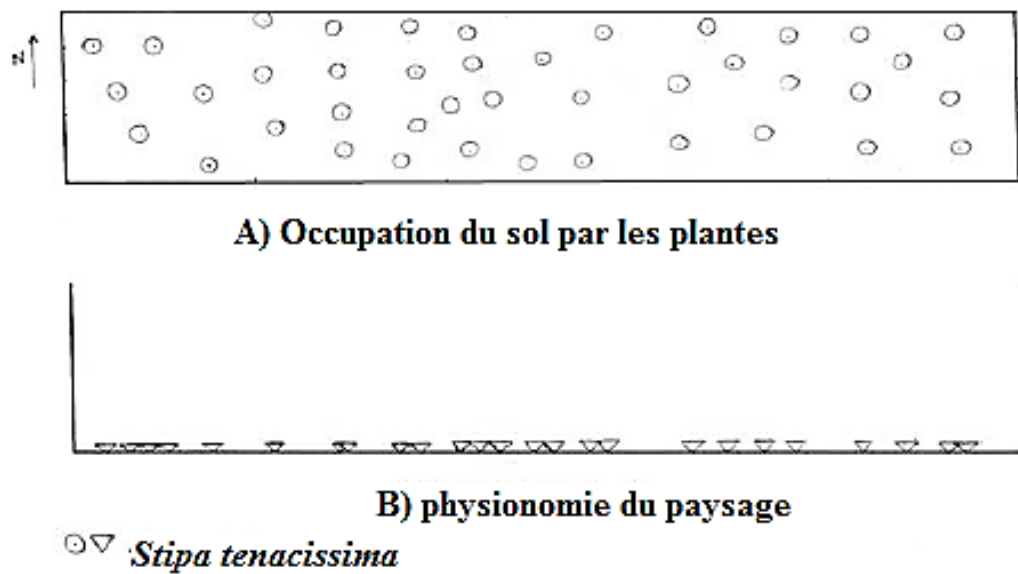 N
A) Occupation du sol par les plantes
B) physionomie du paysage
Stipa tenacissima